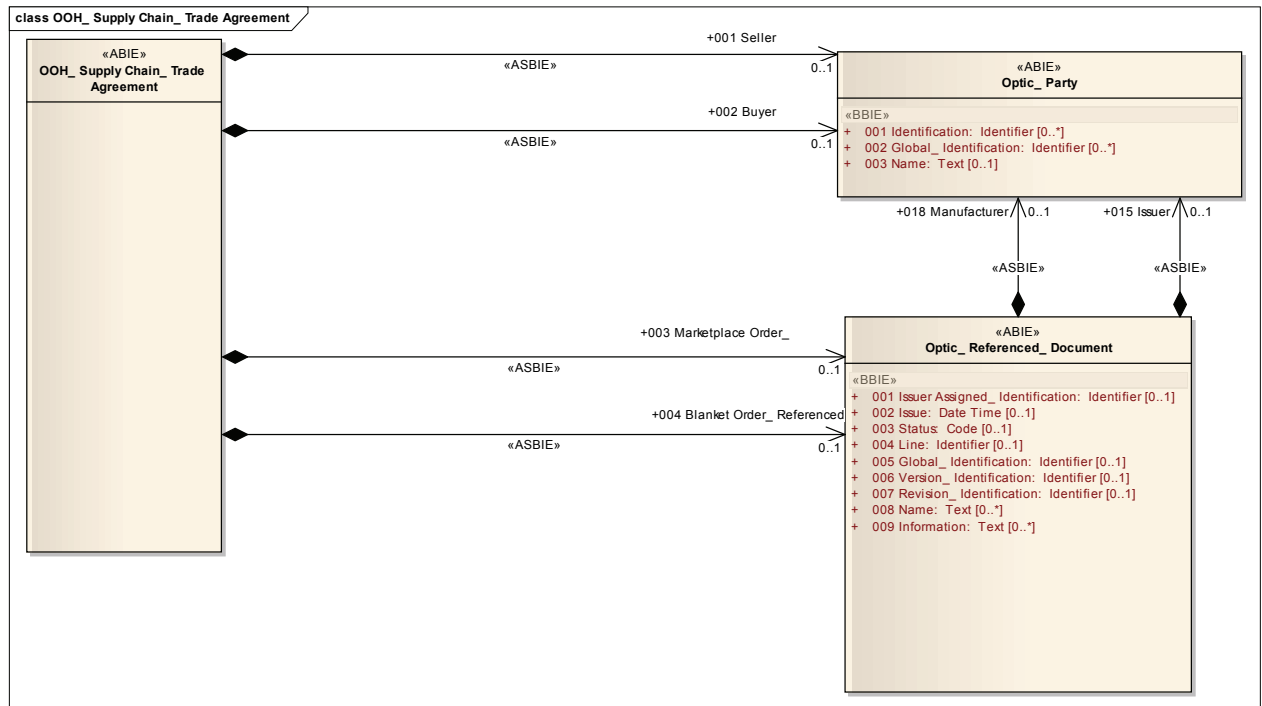 class OOH_ Supply Chain_ Trade Agreement
«ABIE»
OOH_ Supply Chain_ Trade
Agreement
+001 Seller
«ASBIE»
0..1
+002 Buyer
«ASBIE»
0..1
«ABIE»
Optic_ Party
«BBIE»
+ 001 Identification: Identifier [0..*]
+ 002 Global_ Identification: Identifier [0..*]
+ 003 Name: Text [0..1]
+018 Manufacturer 0..1
+015 Issuer 0..1
«ASBIE»
«ASBIE»
+003 Marketplace Order_
«ASBIE»
0..1
+004 Blanket Order_ Referenced
«ASBIE»
0..1
«ABIE»
Optic_ Referenced_ Document
«BBIE»
+ 001 Issuer Assigned_ Identification: Identifier [0..1]
+ 002 Issue: Date Time [0..1]
+ 003 Status: Code [0..1]
+ 004 Line: Identifier [0..1]
+ 005 Global_ Identification: Identifier [0..1]
+ 006 Version_ Identification: Identifier [0..1]
+ 007 Revision_ Identification: Identifier [0..1]
+ 008 Name: Text [0..*]
+ 009 Information: Text [0..*]